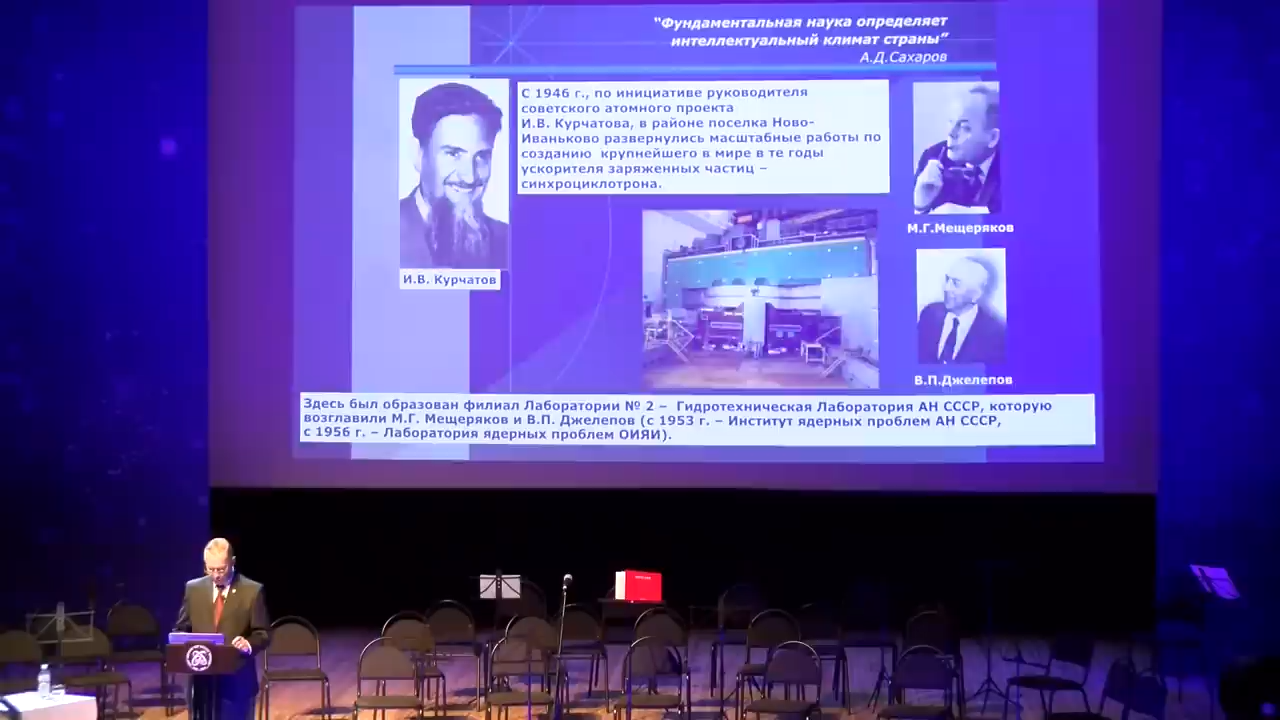 “Фундаментальная наука определяет
интеллектуальный климат страны”
А.Д.Сахаров
С 1946 г., по инициативе руководителя
советского атомного проекта
И.В. Курчатова, в районе поселка Ново-
Иваньково развернулись масштабные работы по
созданию крупнейшего в мире в те годы
ускорителя заряженных частиц –
синхроциклотрона.
И.В. Курчатов
М.Г.Мещеряков
В.П.Джелепов
Здесь был образован филиал Лаборатории № 2 – Гидротехническая Лаборатория АН СССР, которую
возглавили М.Г. Мещеряков и В.П. Джелепов (с 1953 г. – Институт ядерных проблем АН СССР,
с 1956 г. – Лаборатория ядерных проблем ОИЯИ).